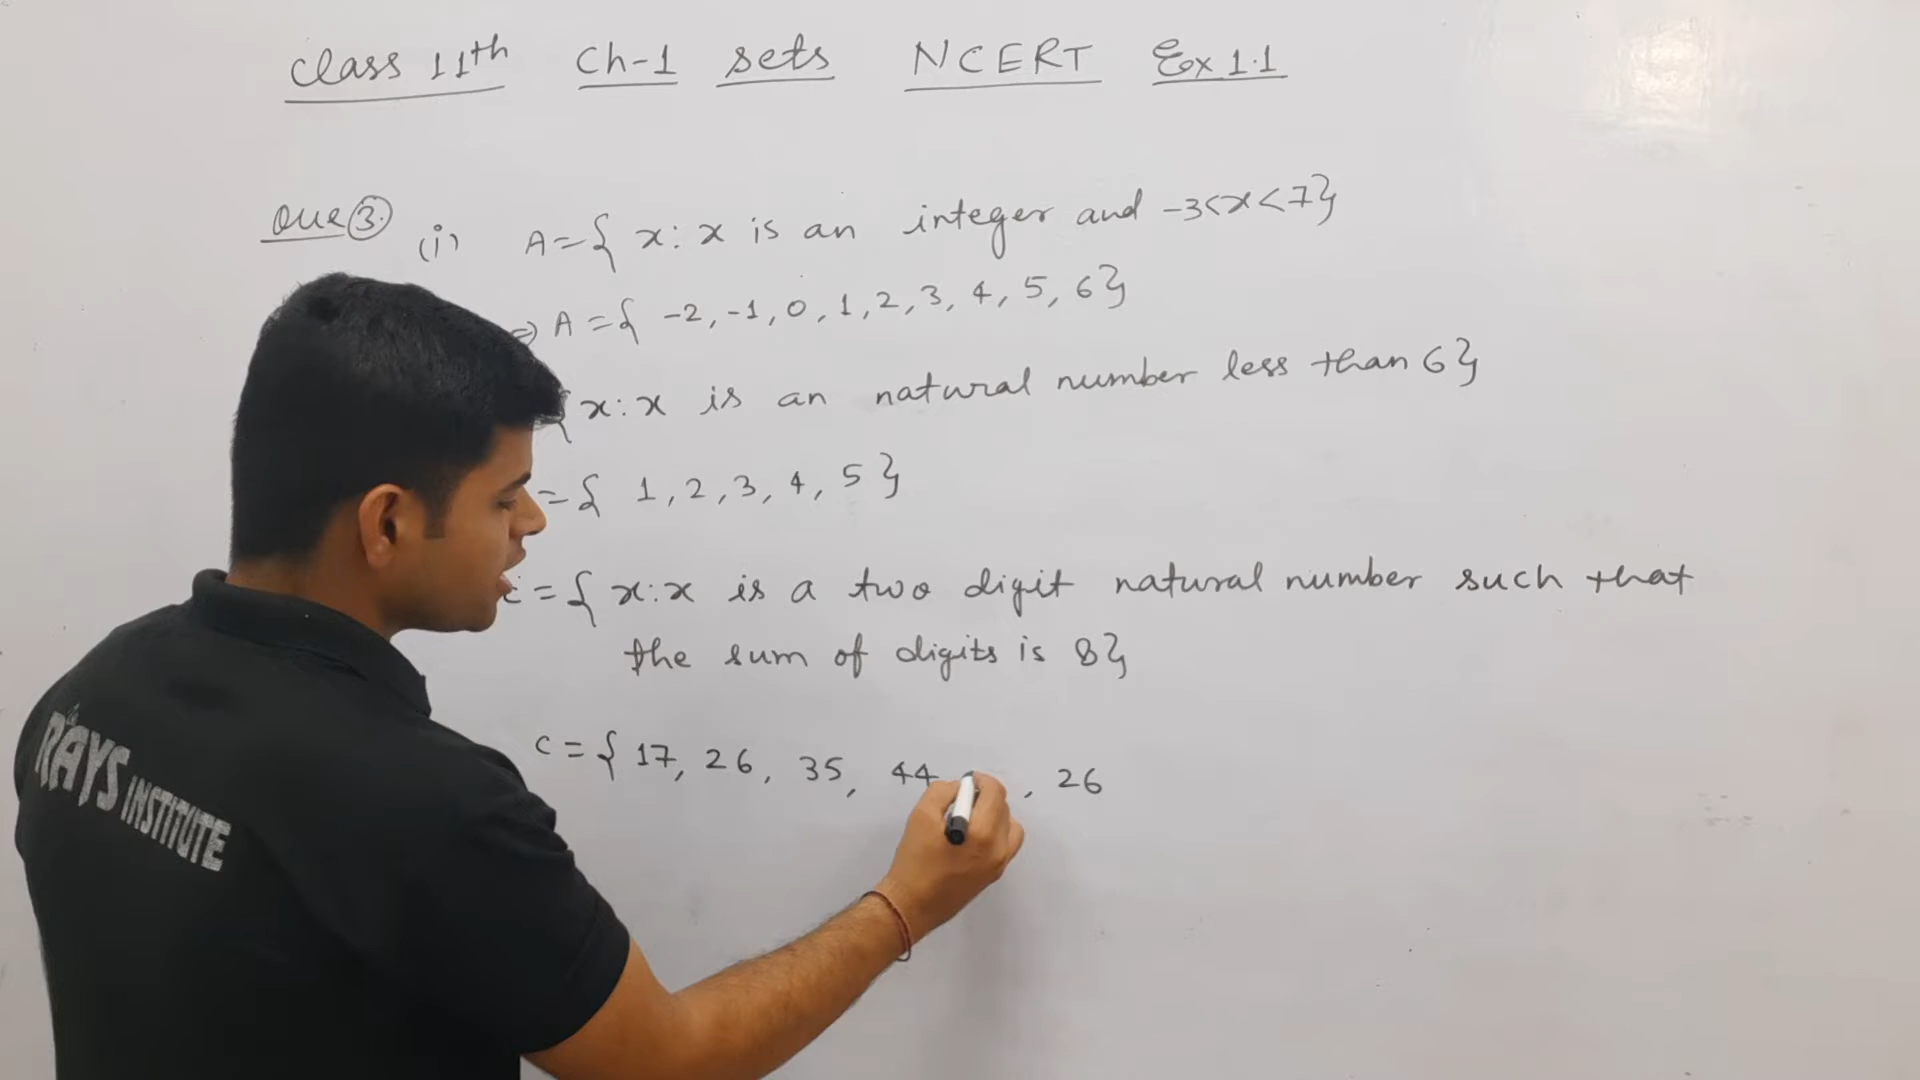 class 11th Ch-1 sets NCERT Ex 1.1
Que 3. (i) A={ x: x is an integer and -3<x<7}
⇒ A={ -2, -1, 0, 1, 2, 3, 4, 5, 6}
{ x: x is an natural number less than 6}
={ 1, 2, 3, 4, 5 }
={ x: x is a two digit natural number such that
the sum of digits is 8}
C={ 17, 26, 35, 44 , 26
RAYS INSTITUTE